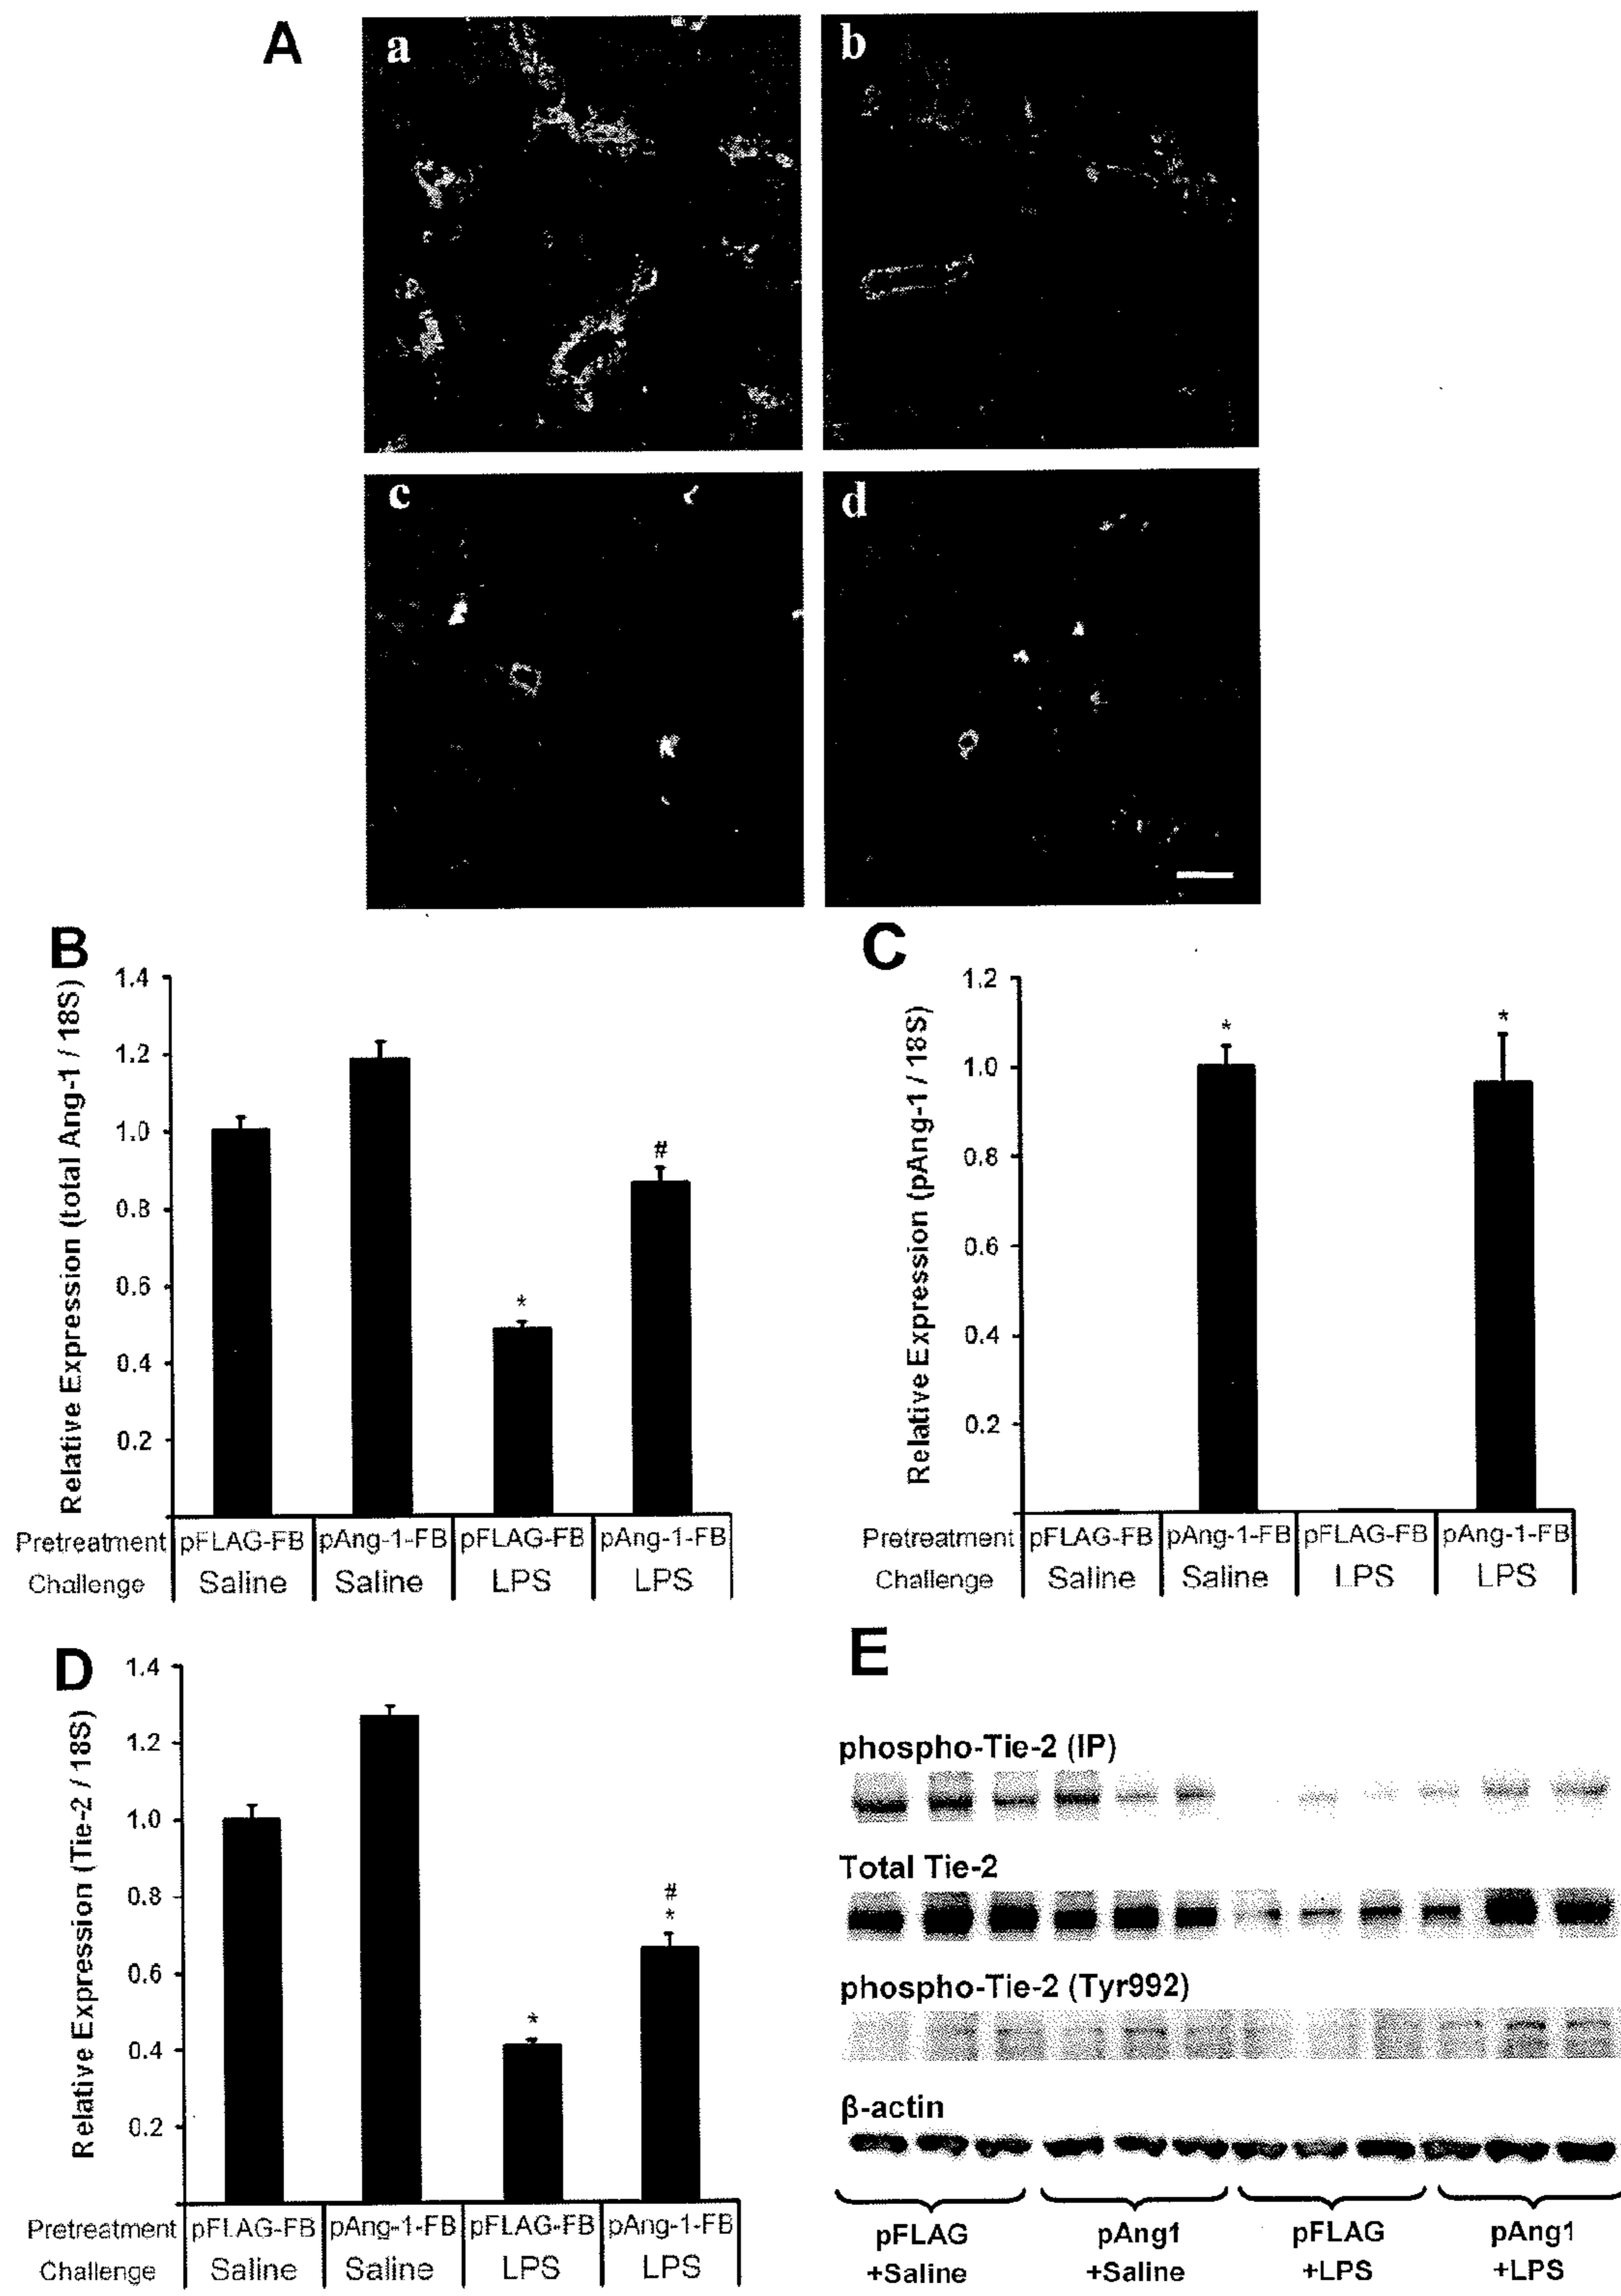 A
a
b
c
d
B
Relative Expression (total Ang-1 / 18S)
1.4
1.2
1.0
0.8
0.6
0.4
0.2
*
#
Pretreatment pFLAG-FB pAng-1-FB pFLAG-FB pAng-1-FB
Challenge Saline Saline LPS LPS
C
Relative Expression (pAng-1 / 18S)
1.2
1.0
0.8
0.6
0.4
0.2
*
*
Pretreatment pFLAG-FB pAng-1-FB pFLAG-FB pAng-1-FB
Challenge Saline Saline LPS LPS
D
Relative Expression (Tie-2 / 18S)
1.4
1.2
1.0
0.8
0.6
0.4
0.2
*
#
*
Pretreatment pFLAG-FB pAng-1-FB pFLAG-FB pAng-1-FB
Challenge Saline Saline LPS LPS
E
phospho-Tie-2 (IP)
Total Tie-2
phospho-Tie-2 (Tyr992)
β-actin
pFLAG pAng1 pFLAG pAng1
+Saline +Saline +LPS +LPS